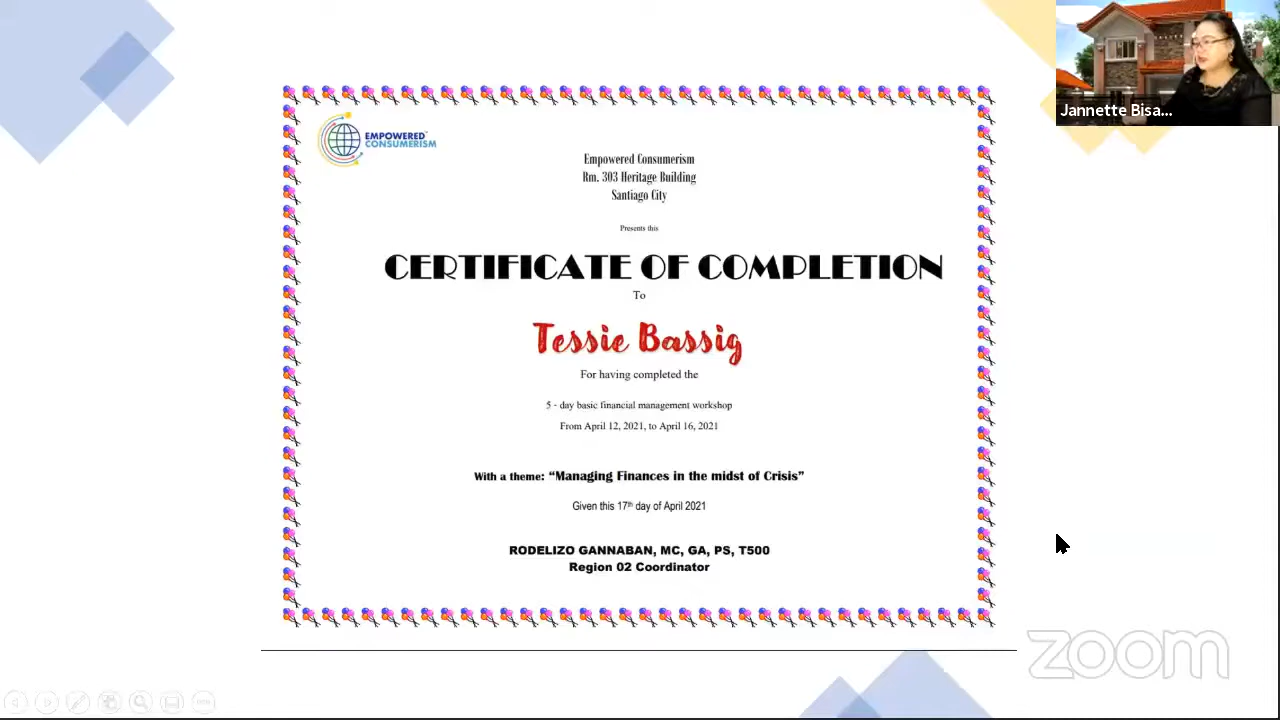 Jannette Bisa...
EMPOWERED
CONSUMERISM
Empowered Consumerism
Rm. 303 Heritage Building
Santiago City
Presents this
CERTIFICATE OF COMPLETION
To
Tessie Bassig
For having completed the
5 - day basic financial management workshop
From April 12, 2021, to April 16, 2021
With a theme: “Managing Finances in the midst of Crisis”
Given this 17th day of April 2021
RODELIZO GANNABAN, MC, GA, PS, T500
Region 02 Coordinator
zoom